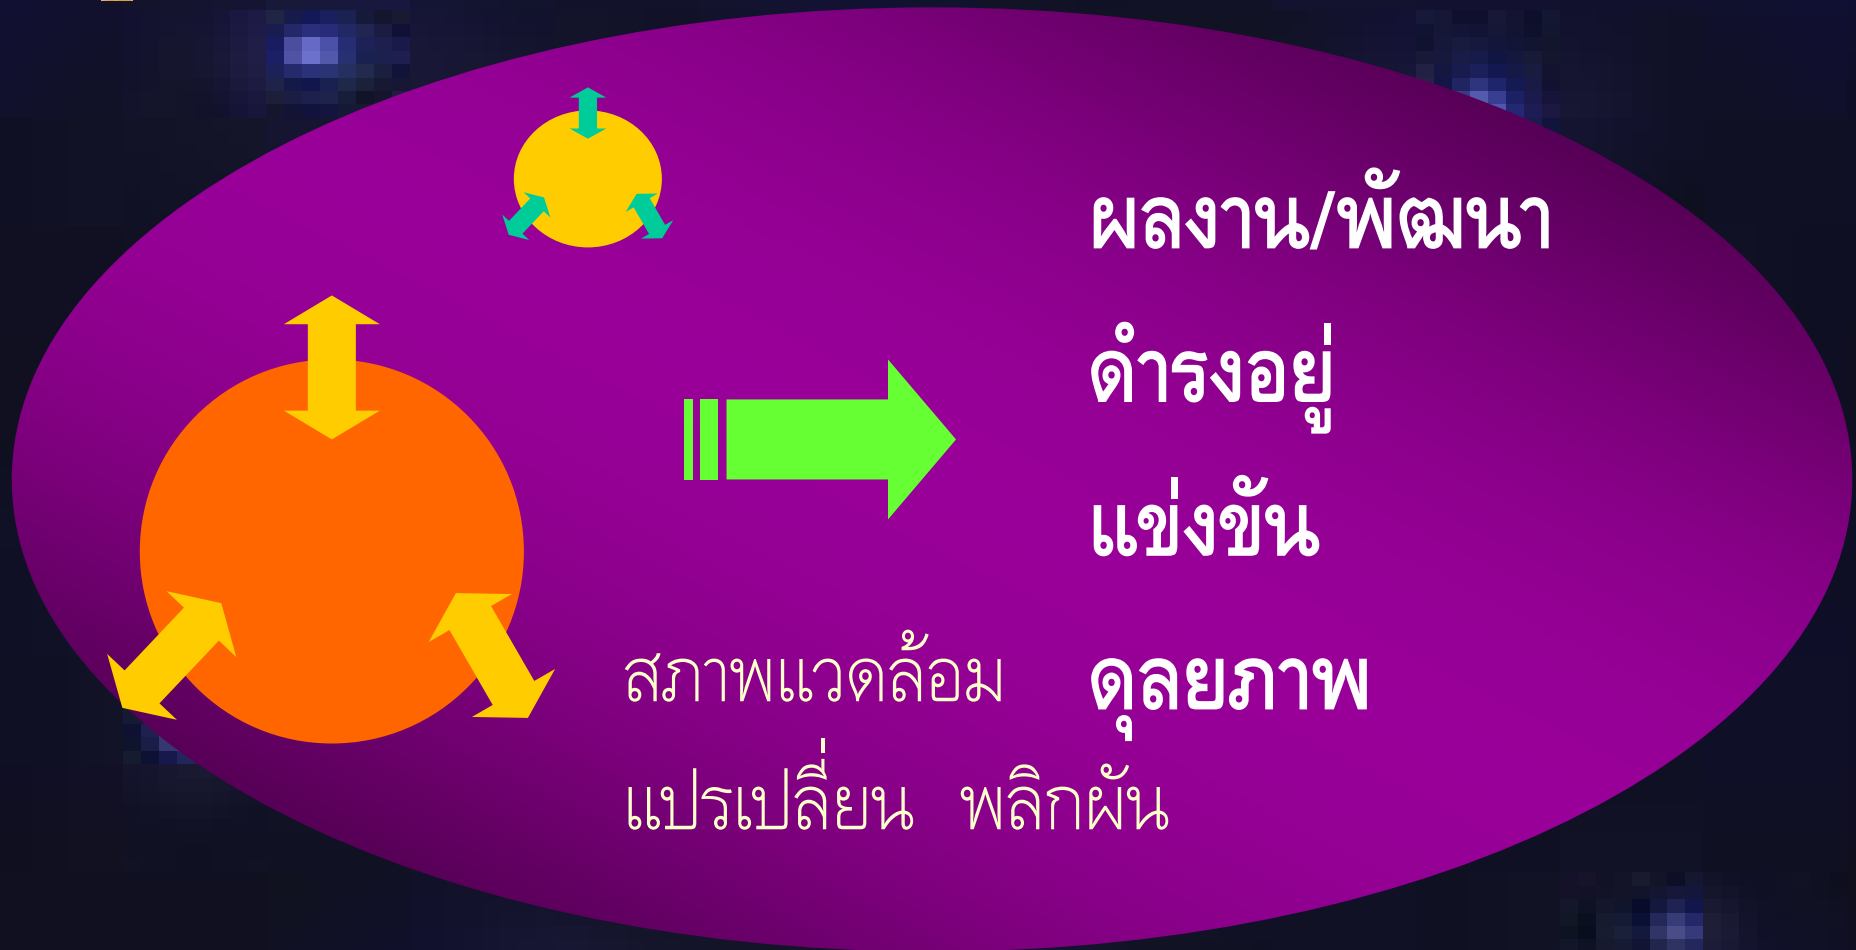 ผลงาน/พัฒนา
ดำรงอยู่
แข่งขัน
สภาพแวดล้อม ดุลยภาพ
แปรเปลี่ยน พลิกผัน